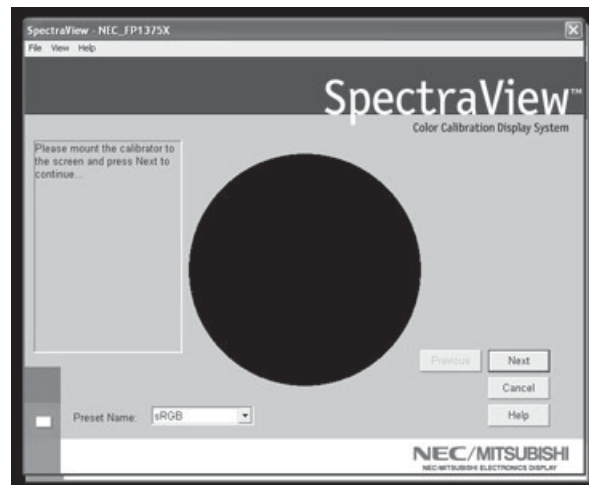 SpectraView - NEC_FP1375X
File View Help
SpectraView™
Color Calibration Display System
Please mount the calibrator to
the screen and press Next to
continue...
Previous Next
Cancel
Preset Name: sRGB
Help
NEC/MITSUBISHI
NEC-MITSUBISHI ELECTRONICS DISPLAY